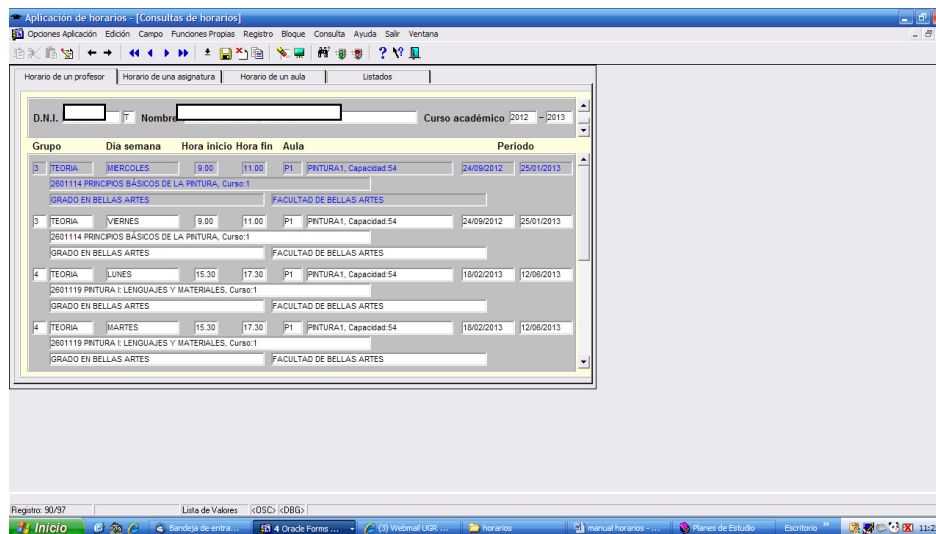 Aplicación de horarios - [Consultas de horarios]
Opciones Aplicación Edición Campo Funciones Propias Registro Bloque Consulta Ayuda Salir Ventana
Horario de un profesor Horario de una asignatura Horario de un aula Listados
D.N.I. T Nombre Curso académico 2012 - 2013
Grupo Día semana Hora inicio Hora fin Aula Periodo
3 TEORIA MIERCOLES 9.00 11.00 P1 PINTURA1, Capacidad:54 24/09/2012 25/01/2013
2601114 PRINCIPIOS BÁSICOS DE LA PINTURA, Curso:1
GRADO EN BELLAS ARTES FACULTAD DE BELLAS ARTES
3 TEORIA VIERNES 9.00 11.00 P1 PINTURA1, Capacidad:54 24/09/2012 25/01/2013
2601114 PRINCIPIOS BÁSICOS DE LA PINTURA, Curso:1
GRADO EN BELLAS ARTES FACULTAD DE BELLAS ARTES
4 TEORIA LUNES 15.30 17.30 P1 PINTURA1, Capacidad:54 18/02/2013 12/06/2013
2601119 PINTURA I: LENGUAJES Y MATERIALES, Curso:1
GRADO EN BELLAS ARTES FACULTAD DE BELLAS ARTES
4 TEORIA MARTES 15.30 17.30 P1 PINTURA1, Capacidad:54 18/02/2013 12/06/2013
2601119 PINTURA I: LENGUAJES Y MATERIALES, Curso:1
GRADO EN BELLAS ARTES FACULTAD DE BELLAS ARTES
Registro: 90/97 Lista de Valores <OSC> <DBG>
Inicio Bandeja de entra... 4 Oracle Forms ... (3) Webmail UGR ... horarios manual horarios - ... Planes de Estudio Escritorio » 11:2